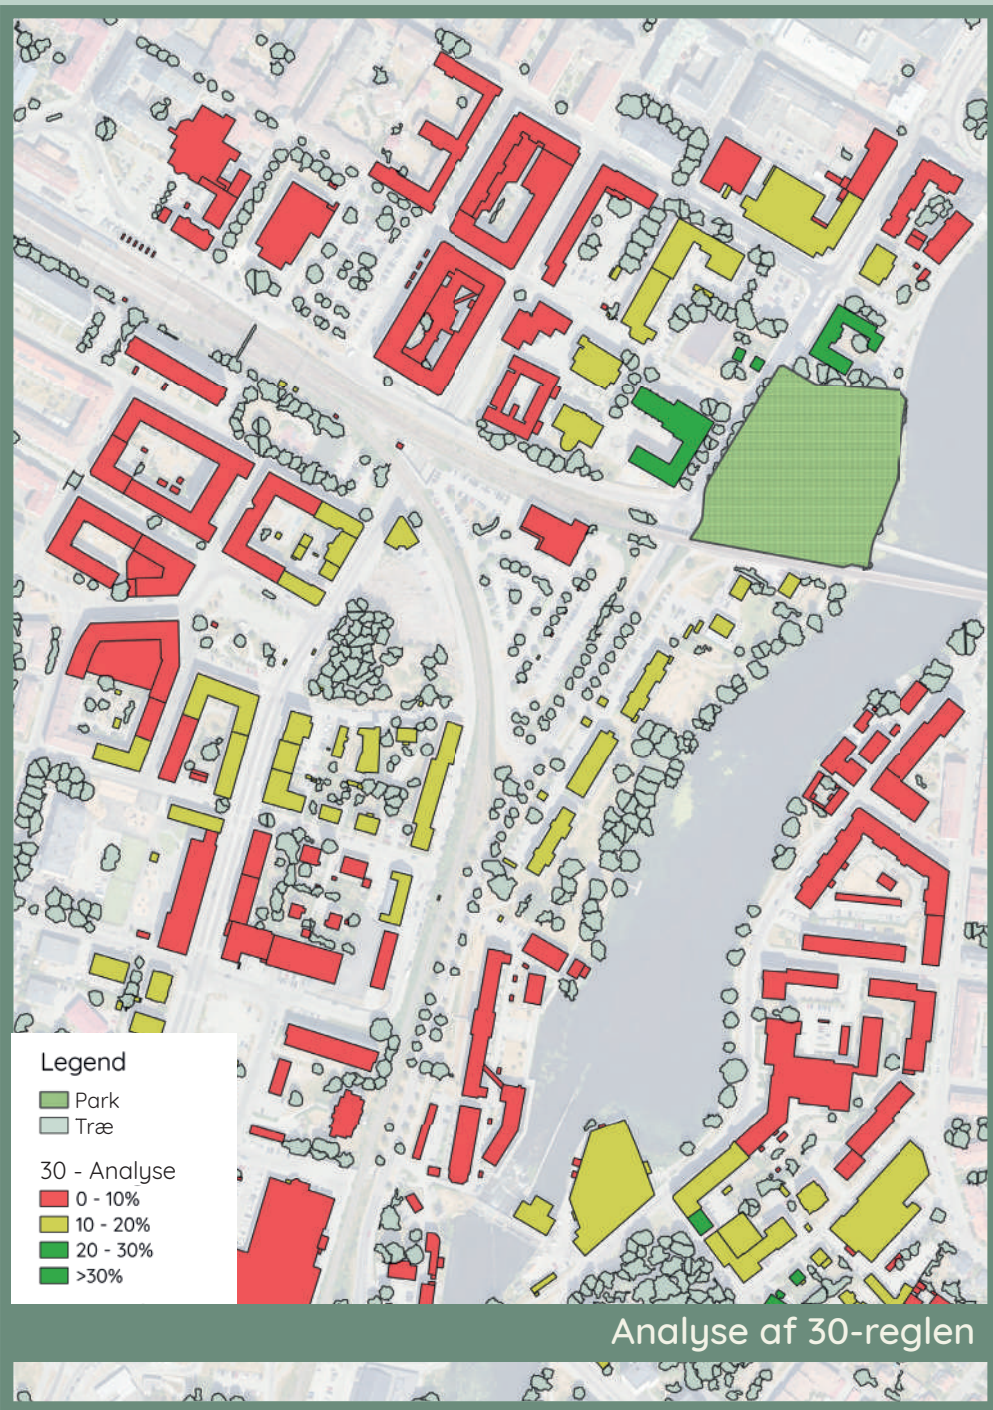 Legend
Park
Træ
30 - Analyse
0 - 10%
10 - 20%
20 - 30%
>30%
Analyse af 30-reglen